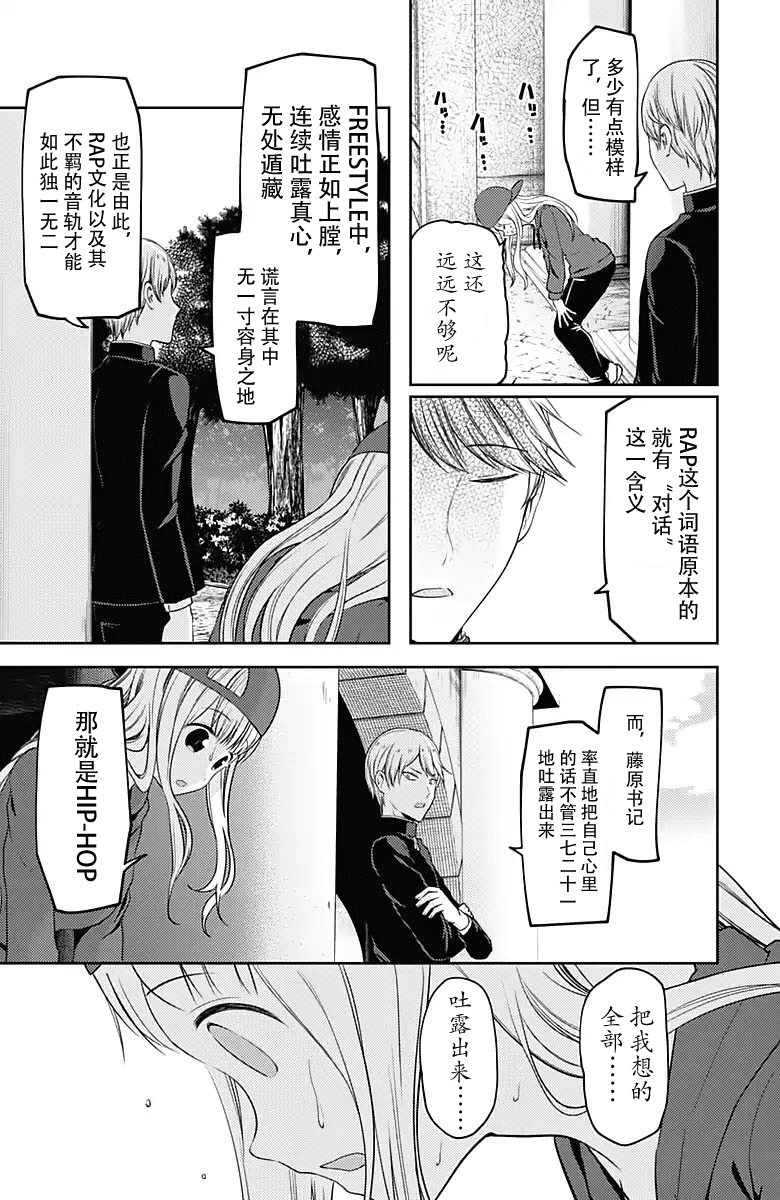 多少有点模样
了，但……
这还
远远不够呢
FREESTYLE中，
感情正如上膛，
连续吐露真心，
无处遁藏
谎言在其中
无一寸容身之地
也正是由此，
RAP文化以及其
不羁的音轨才能
如此独一无二
RAP这个词语原本的
就有“对话”
这一含义
而，藤原书记
率直地把自己心里
的话不管三七二十一
地吐露出来
那就是HIP-HOP
把我想的
全部……
吐露出来……